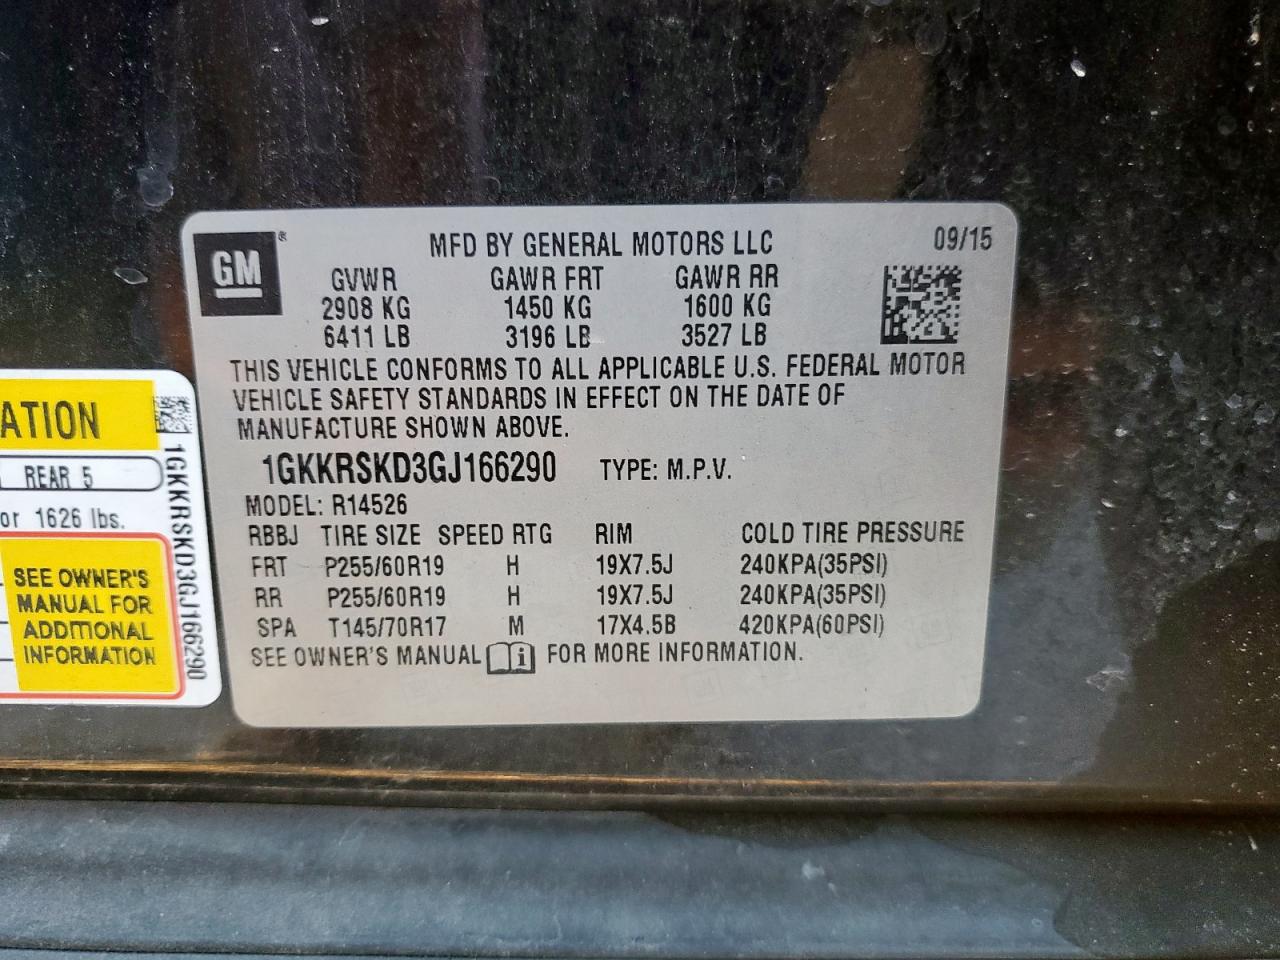 GM®
MFD BY GENERAL MOTORS LLC 09/15
GVWR GAWR FRT GAWR RR
2908 KG 1450 KG 1600 KG
6411 LB 3196 LB 3527 LB
THIS VEHICLE CONFORMS TO ALL APPLICABLE U.S. FEDERAL MOTOR
VEHICLE SAFETY STANDARDS IN EFFECT ON THE DATE OF
MANUFACTURE SHOWN ABOVE.
1GKKRSKD3GJ166290 TYPE: M.P.V.
MODEL: R14526
RBBJ TIRE SIZE SPEED RTG RIM COLD TIRE PRESSURE
FRT P255/60R19 H 19X7.5J 240KPA(35PSI)
RR P255/60R19 H 19X7.5J 240KPA(35PSI)
SPA T145/70R17 M 17X4.5B 420KPA(60PSI)
SEE OWNER'S MANUAL i FOR MORE INFORMATION.
ATION
REAR 5
or 1626 lbs.
SEE OWNER'S
MANUAL FOR
ADDITIONAL
INFORMATION
1GKKRSKD3GJ166290